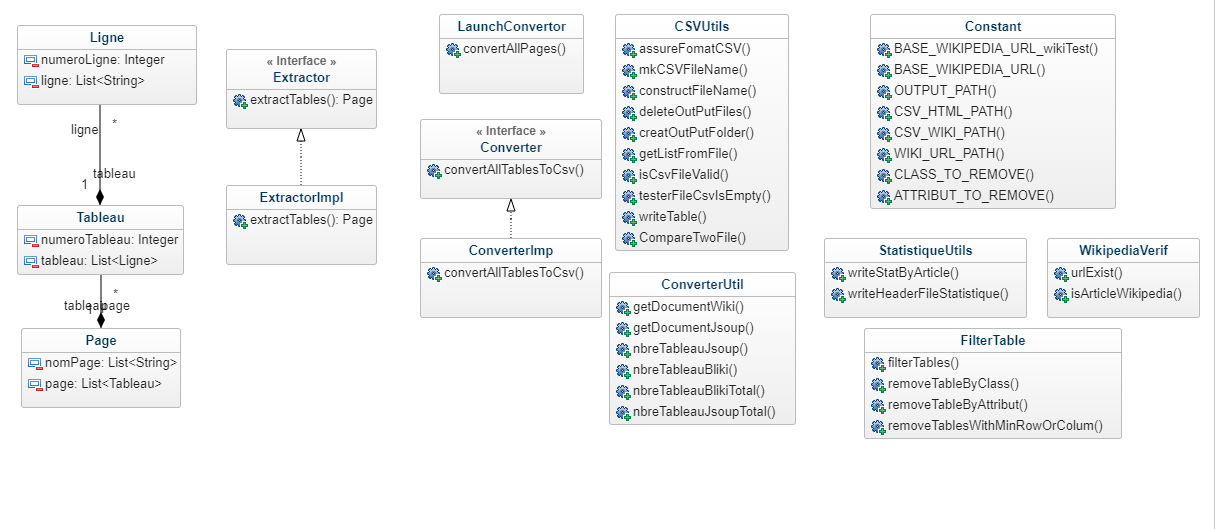 Ligne
numeroLigne: Integer
ligne: List<String>
ligne
*
tableau
1
Tableau
numeroTableau: Integer
tableau: List<Ligne>
*
tableau
1
page
Page
nomPage: List<String>
page: List<Tableau>
« Interface »
Extractor
extractTables(): Page
ExtractorImpl
extractTables(): Page
LaunchConvertor
convertAllPages()
« Interface »
Converter
convertAllTablesToCsv()
ConverterImp
convertAllTablesToCsv()
CSVUtils
assureFomatCSV()
mkCSVFileName()
constructFileName()
deleteOutPutFiles()
creatOutPutFolder()
getListFromFile()
isCsvFileValid()
testerFileCsvIsEmpty()
writeTable()
CompareTwoFile()
ConverterUtil
getDocumentWiki()
getDocumentJsoup()
nbreTableauJsoup()
nbreTableauBliki()
nbreTableauBlikiTotal()
nbreTableauJsoupTotal()
Constant
BASE_WIKIPEDIA_URL_wikiTest()
BASE_WIKIPEDIA_URL()
OUTPUT_PATH()
CSV_HTML_PATH()
CSV_WIKI_PATH()
WIKI_URL_PATH()
CLASS_TO_REMOVE()
ATTRIBUT_TO_REMOVE()
StatistiqueUtils
writeStatByArticle()
writeHeaderFileStatistique()
WikipediaVerif
urlExist()
isArticleWikipedia()
FilterTable
filterTables()
removeTableByClass()
removeTableByAttribut()
removeTablesWithMinRowOrColum()